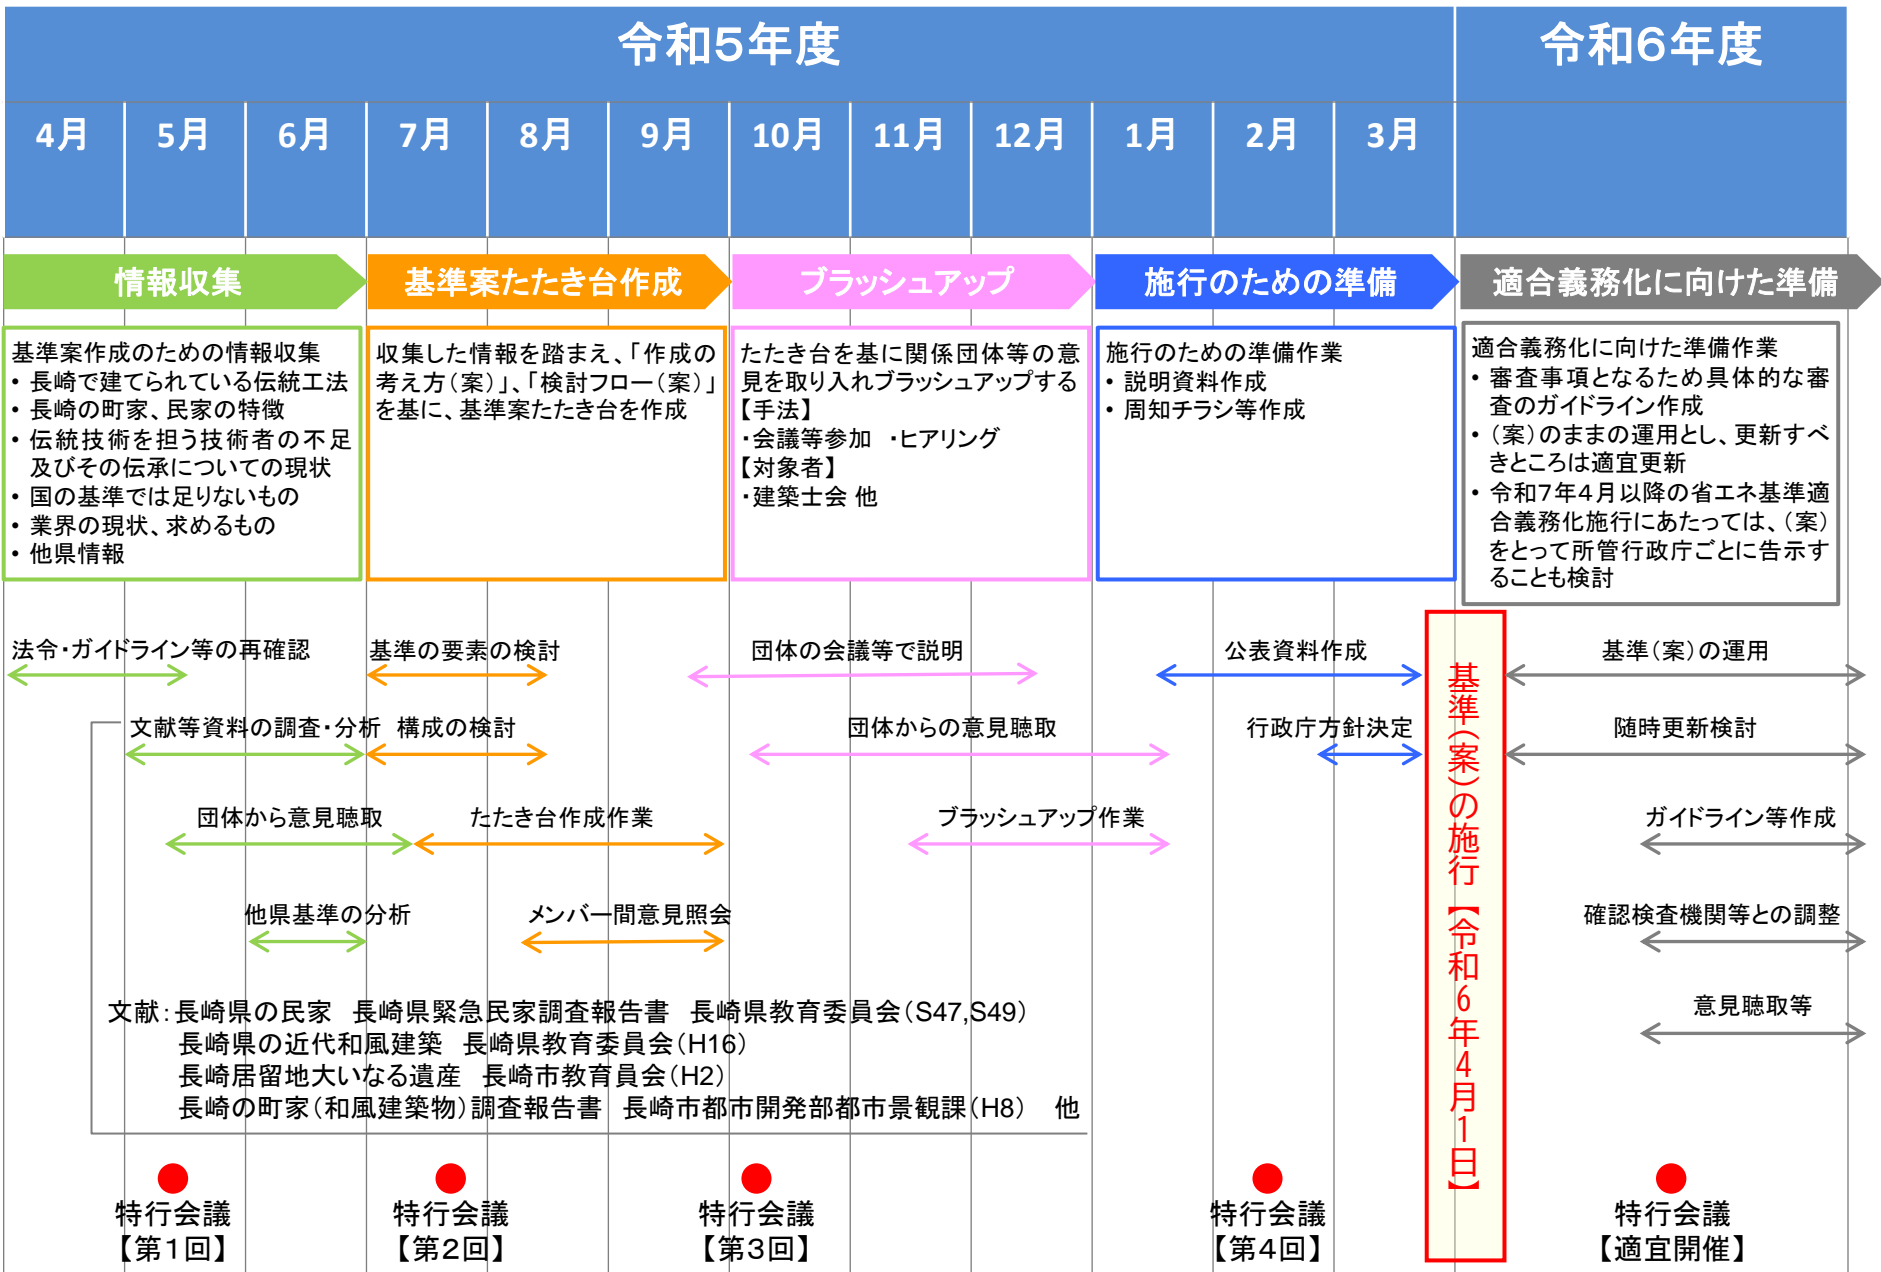 令和5年度
令和6年度
4月
5月
6月
7月
8月
9月
10月
11月
12月
1月
2月
3月
情報収集
基準案たたき台作成
ブラッシュアップ
施行のための準備
適合義務化に向けた準備
基準案作成のための情報収集
• 長崎で建てられている伝統工法
• 長崎の町家、民家の特徴
• 伝統技術を担う技術者の不足
及びその伝承についての現状
• 国の基準では足りないもの
• 業界の現状、求めるもの
• 他県情報
収集した情報を踏まえ、「作成の
考え方（案）」、「検討フロー（案）」
を基に、基準案たたき台を作成
たたき台を基に関係団体等の意
見を取り入れブラッシュアップする
【手法】
・会議等参加 ・ヒアリング
【対象者】
・建築士会 他
施行のための準備作業
• 説明資料作成
• 周知チラシ等作成
適合義務化に向けた準備作業
• 審査事項となるため具体的な審
査のガイドライン作成
• （案）のままの運用とし、更新すべ
きところは適宜更新
• 令和7年4月以降の省エネ基準適
合義務化施行にあたっては、（案）
をとって所管行政庁ごとに告示す
ることも検討
法令・ガイドライン等の再確認
基準の要素の検討
団体の会議等で説明
公表資料作成
基準（案）の運用
文献等資料の調査・分析
構成の検討
団体からの意見聴取
行政庁方針決定
随時更新検討
団体から意見聴取
たたき台作成作業
ブラッシュアップ作業
ガイドライン等作成
他県基準の分析
メンバー間意見照会
確認検査機関等との調整
意見聴取等
基準（案）の施行【令和6年4月1日】
文献：長崎県の民家 長崎県緊急民家調査報告書 長崎県教育委員会（S47,S49）
長崎県の近代和風建築 長崎県教育委員会（H16）
長崎居留地大いなる遺産 長崎市教育員会（H2）
長崎の町家（和風建築物）調査報告書 長崎市都市開発部都市景観課（H8） 他
特行会議
【第1回】
特行会議
【第2回】
特行会議
【第3回】
特行会議
【第4回】
特行会議
【適宜開催】